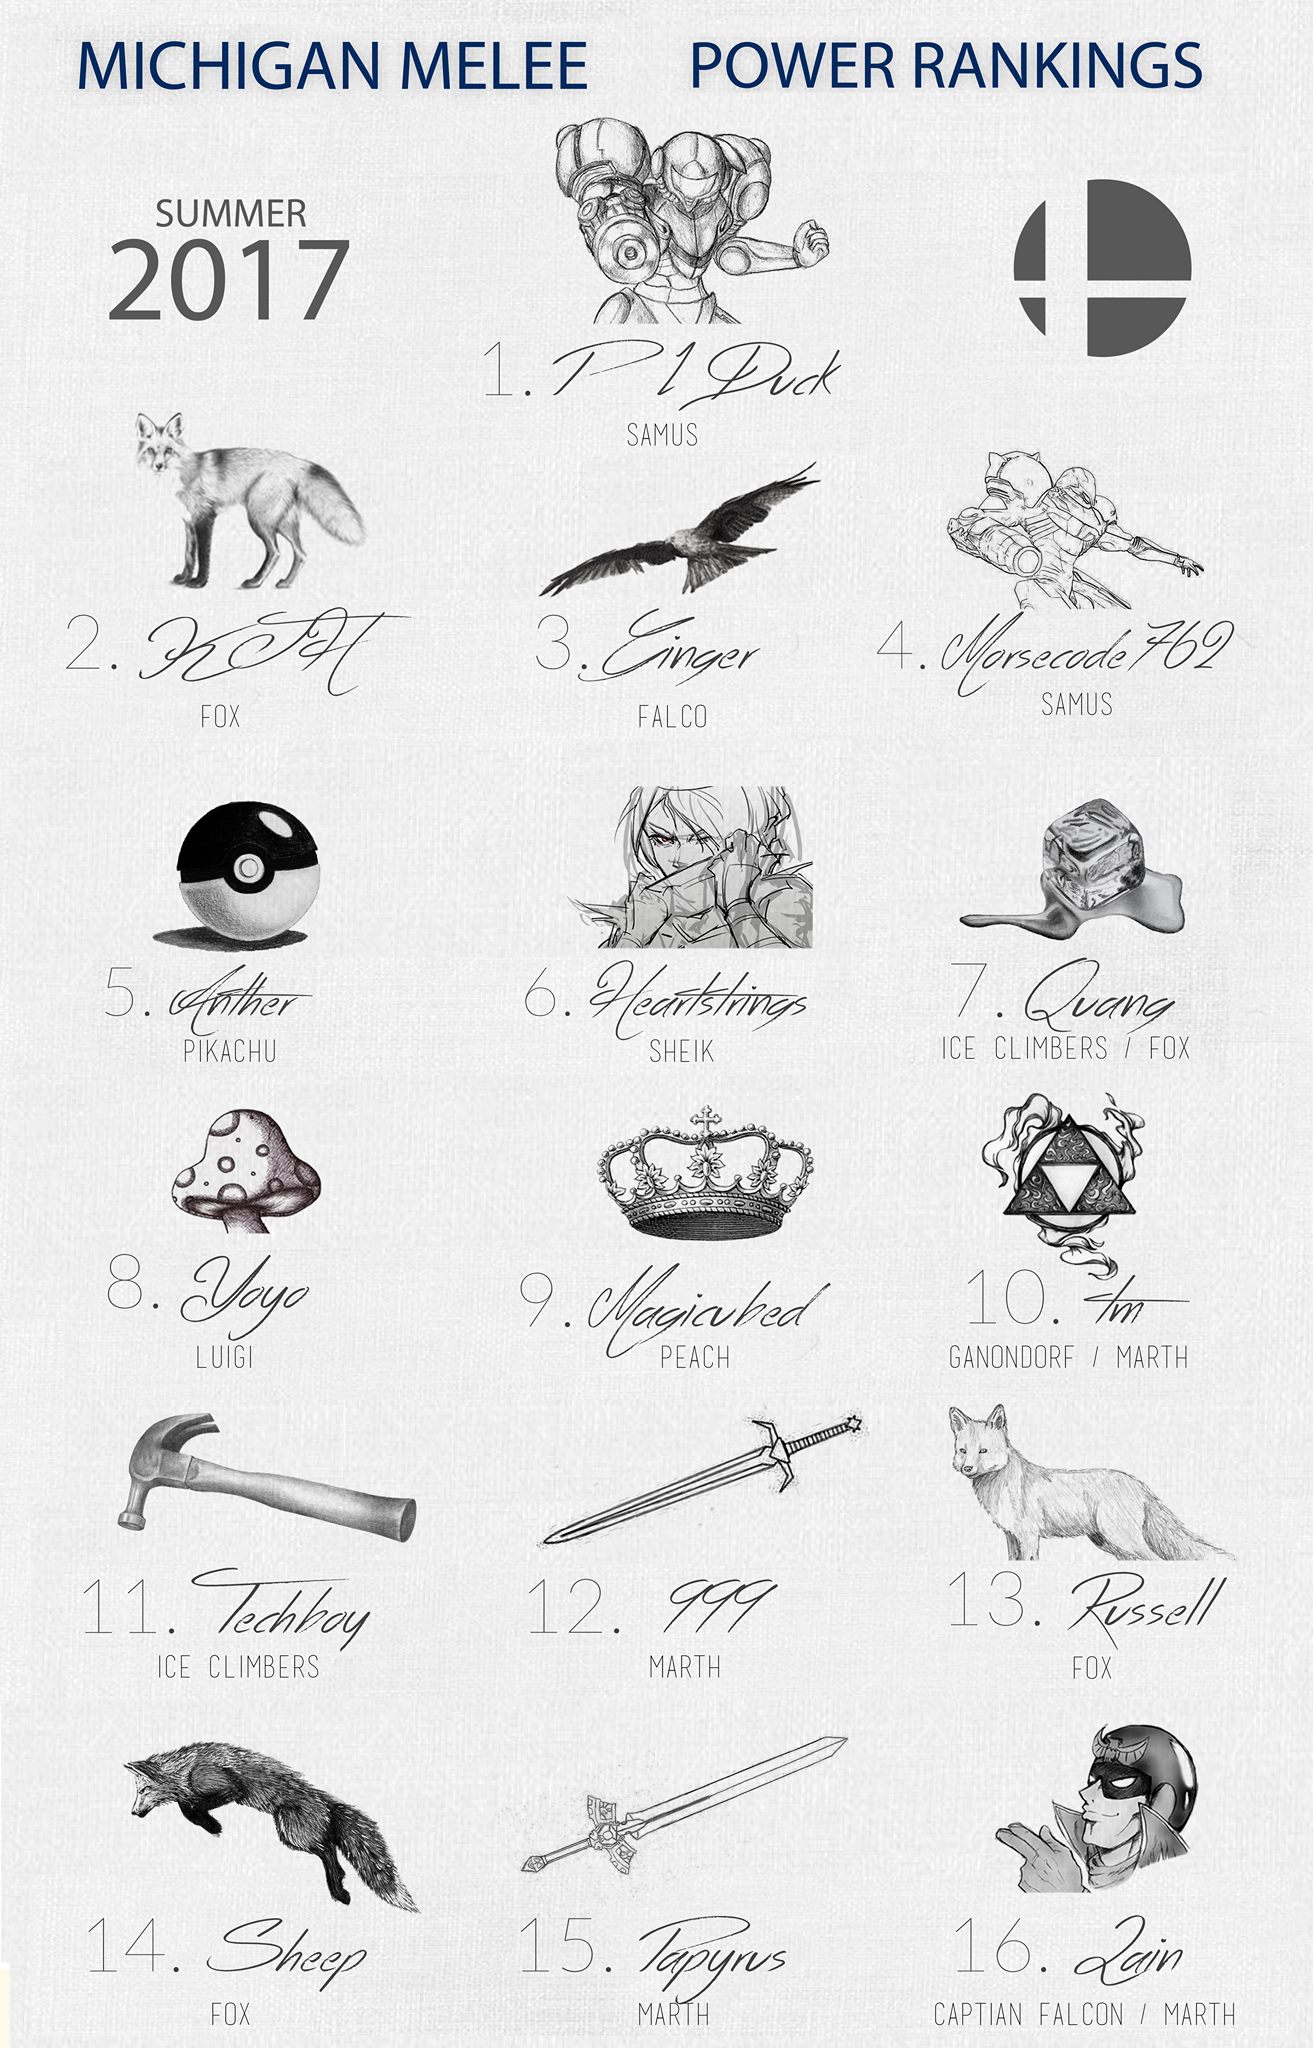 MICHIGAN MELEE POWER RANKINGS
SUMMER
2017
1. P1 Duck
SAMUS
2. KJH
FOX
3. Ginger
FALCO
4. Morsecode762
SAMUS
5. Anther
PIKACHU
6. Heartstrings
SHEIK
7. Quang
ICE CLIMBERS / FOX
8. Yoyo
LUIGI
9. Magicubed
PEACH
10. tm
GANONDORF / MARTH
11. Techboy
ICE CLIMBERS
12. 999
MARTH
13. Russell
FOX
14. Sheep
FOX
15. Papyrus
MARTH
16. Zain
CAPTIAN FALCON / MARTH